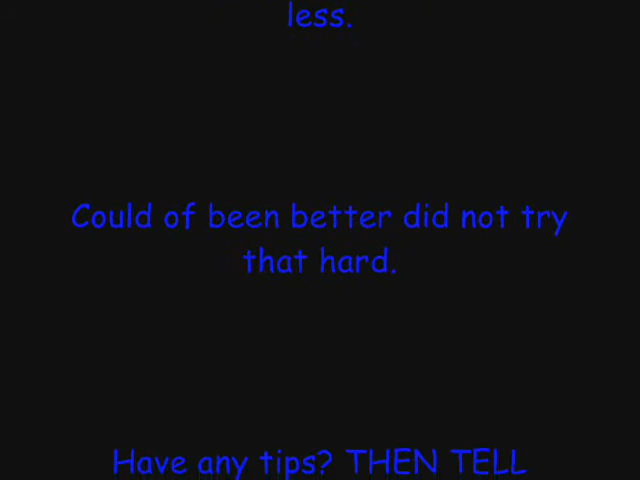 less.
Could of been better did not try
that hard.
Have any tips? THEN TELL